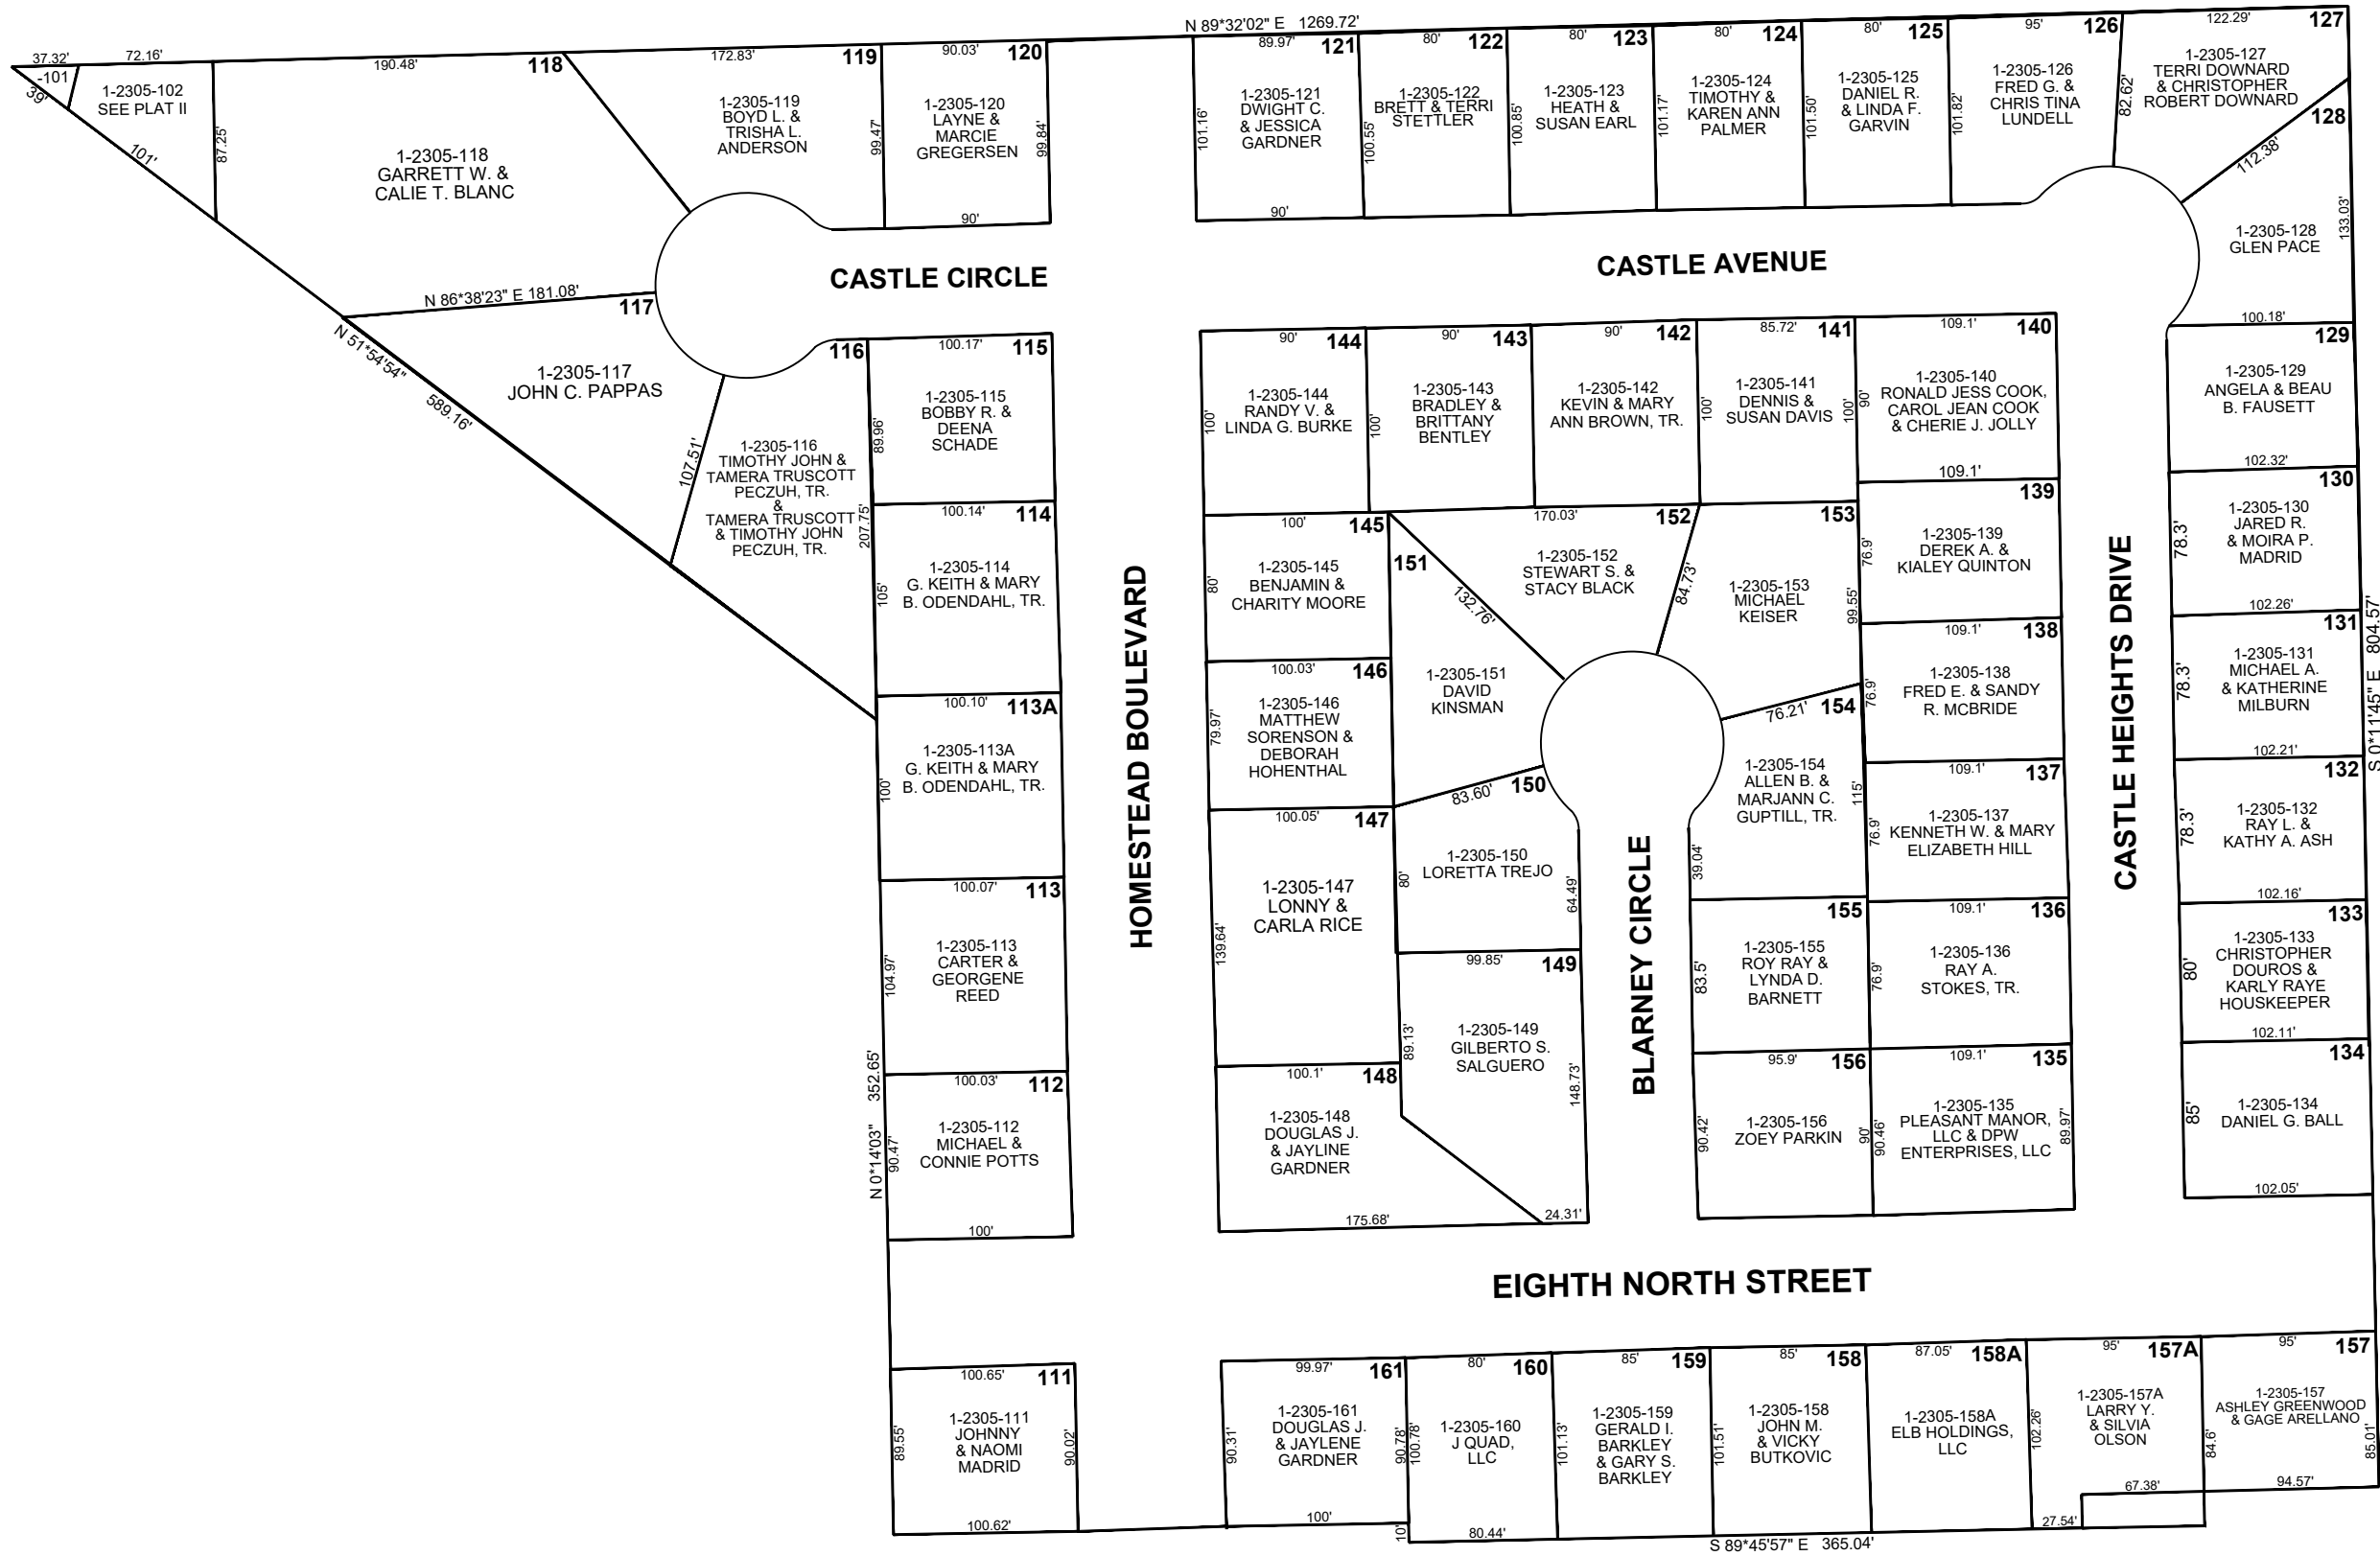 N 89*32'02" E 1269.72'
37.32'
-101
39'
72.16'
1-2305-102
SEE PLAT II
101'
87.25'
190.48'
118
1-2305-118
GARRETT W. &
CALIE T. BLANC
172.83'
119
1-2305-119
BOYD L. &
TRISHA L.
ANDERSON
99.47'
90.03'
120
1-2305-120
LAYNE &
MARCIE
GREGERSEN
99.84'
90'
89.97'
121
101.16'
1-2305-121
DWIGHT C.
& JESSICA
GARDNER
90'
80'
122
100.55'
1-2305-122
BRETT & TERRI
STETTLER
80'
123
100.85'
1-2305-123
HEATH &
SUSAN EARL
80'
124
101.17'
1-2305-124
TIMOTHY &
KAREN ANN
PALMER
80'
125
101.50'
1-2305-125
DANIEL R.
& LINDA F.
GARVIN
95'
126
101.82'
1-2305-126
FRED G. &
CHRIS TINA
LUNDELL
82.62'
122.29'
127
1-2305-127
TERRI DOWNARD
& CHRISTOPHER
ROBERT DOWNARD
112.38'
128
1-2305-128
GLEN PACE
133.03'
100.18'
CASTLE CIRCLE
CASTLE AVENUE
N 86*38'23" E 181.08'
117
1-2305-117
JOHN C. PAPPAS
N 51*54'54"
589.16'
107.51'
116
1-2305-116
TIMOTHY JOHN &
TAMERA TRUSCOTT
PECZUH, TR.
&
TAMERA TRUSCOTT
& TIMOTHY JOHN
PECZUH, TR.
207.75'
100.17'
115
89.96'
1-2305-115
BOBBY R. &
DEENA
SCHADE
100.14'
114
105'
1-2305-114
G. KEITH & MARY
B. ODENDAHL, TR.
100.10'
113A
100'
1-2305-113A
G. KEITH & MARY
B. ODENDAHL, TR.
100.07'
113
104.97'
1-2305-113
CARTER &
GEORGENE
REED
N 0*14'03" 352.65'
100.03'
112
90.47'
1-2305-112
MICHAEL &
CONNIE POTTS
100'
HOMESTEAD BOULEVARD
90'
144
100'
1-2305-144
RANDY V. &
LINDA G. BURKE
90'
143
100'
1-2305-143
BRADLEY &
BRITTANY
BENTLEY
90'
142
1-2305-142
KEVIN & MARY
ANN BROWN, TR.
85.72'
141
100'
1-2305-141
DENNIS &
SUSAN DAVIS
100'
109.1'
140
90'
1-2305-140
RONALD JESS COOK,
CAROL JEAN COOK
& CHERIE J. JOLLY
109.1'
129
1-2305-129
ANGELA & BEAU
B. FAUSETT
102.32'
100'
145
80'
1-2305-145
BENJAMIN &
CHARITY MOORE
151
132.76'
1-2305-151
DAVID
KINSMAN
170.03'
152
1-2305-152
STEWART S. &
STACY BLACK
84.73'
153
1-2305-153
MICHAEL
KEISER
99.55'
139
76.9'
1-2305-139
DEREK A. &
KIALEY QUINTON
109.1'
138
76.9'
1-2305-138
FRED E. & SANDY
R. MCBRIDE
CASTLE HEIGHTS DRIVE
130
78.3'
1-2305-130
JARED R.
& MOIRA P.
MADRID
102.26'
131
78.3'
1-2305-131
MICHAEL A.
& KATHERINE
MILBURN
102.21'
S 0*11'45" E 804.57'
100.03'
146
79.97'
1-2305-146
MATTHEW
SORENSON &
DEBORAH
HOHENTHAL
83.60'
150
80'
1-2305-150
LORETTA TREJO
64.49'
76.21'
154
1-2305-154
ALLEN B. &
MARJANN C.
GUPTILL, TR.
115'
39.04'
109.1'
137
76.9'
1-2305-137
KENNETH W. & MARY
ELIZABETH HILL
132
78.3'
1-2305-132
RAY L. &
KATHY A. ASH
102.16'
100.05'
147
139.64'
1-2305-147
LONNY &
CARLA RICE
99.85'
149
89.13'
1-2305-149
GILBERTO S.
SALGUERO
148.73'
24.31'
BLARNEY CIRCLE
155
83.5'
1-2305-155
ROY RAY &
LYNDA D.
BARNETT
109.1'
136
76.9'
1-2305-136
RAY A.
STOKES, TR.
133
80'
1-2305-133
CHRISTOPHER
DOUROS &
KARLY RAYE
HOUSKEEPER
102.11'
100.1'
148
1-2305-148
DOUGLAS J.
& JAYLINE
GARDNER
175.68'
95.9'
156
90.42'
1-2305-156
ZOEY PARKIN
90'
109.1'
135
90.46'
1-2305-135
PLEASANT MANOR,
LLC & DPW
ENTERPRISES, LLC
89.97'
134
85'
1-2305-134
DANIEL G. BALL
102.05'
EIGHTH NORTH STREET
100.65'
111
89.55'
1-2305-111
JOHNNY
& NAOMI
MADRID
90.02'
100.62'
99.97'
161
90.31'
1-2305-161
DOUGLAS J.
& JAYLENE
GARDNER
90.78'
100'
10'
80'
160
100.78'
1-2305-160
J QUAD,
LLC
80.44'
85'
159
101.13'
1-2305-159
GERALD I.
BARKLEY
& GARY S.
BARKLEY
85'
158
101.51'
1-2305-158
JOHN M.
& VICKY
BUTKOVIC
87.05'
158A
1-2305-158A
ELB HOLDINGS,
LLC
102.26'
95'
157A
1-2305-157A
LARRY Y.
& SILVIA
OLSON
67.38'
27.54'
95'
157
84.6'
1-2305-157
ASHLEY GREENWOOD
& GAGE ARELLANO
85.01'
94.57'
S 89*45'57" E 365.04'